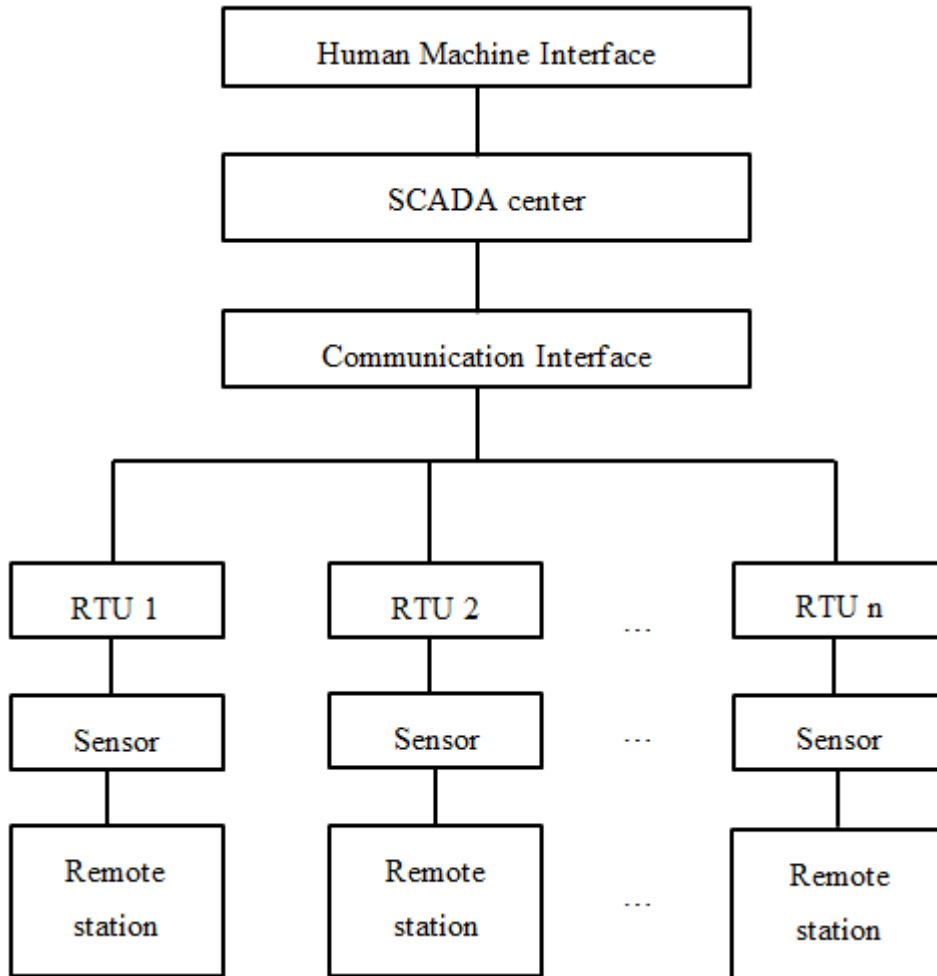 Human Machine Interface
SCADA center
Communication Interface
RTU 1
RTU 2
...
RTU n
Sensor
Sensor
...
Sensor
Remote
station
Remote
station
...
Remote
station